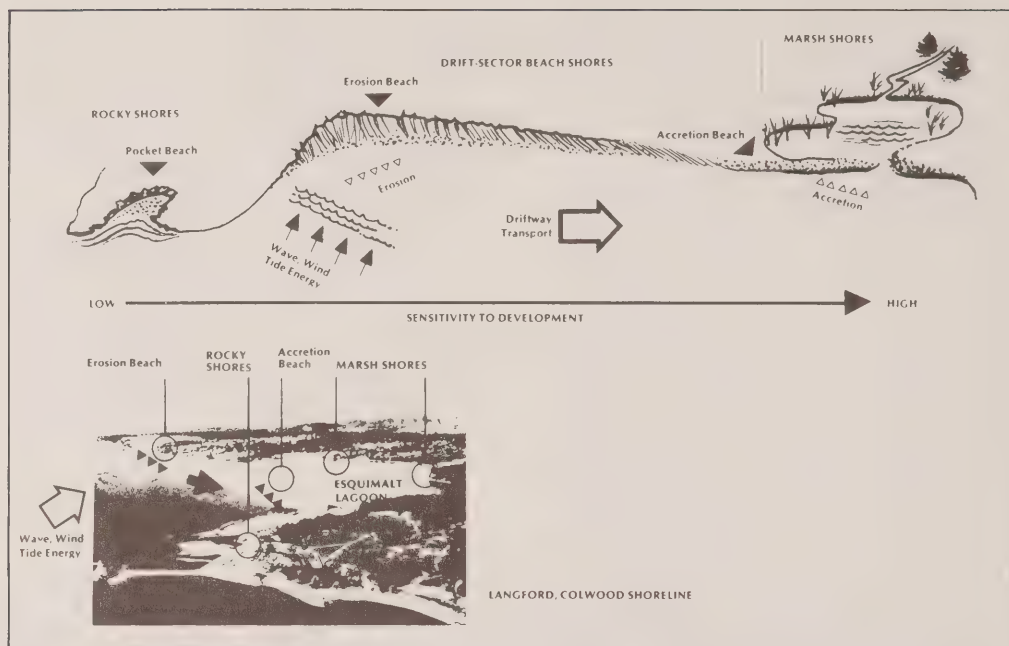 MARSH SHORES
DRIFT-SECTOR BEACH SHORES
Erosion Beach
ROCKY SHORES
Pocket Beach
Accretion Beach
Erosion
Accretion
Driftway
Transport
Wave, Wind
Tide Energy
LOW
HIGH
SENSITIVITY TO DEVELOPMENT
Erosion Beach
ROCKY
SHORES
Accretion
Beach
MARSH SHORES
ESQUIMALT
LAGOON
Wave, Wind
Tide Energy
LANGFORD, COLWOOD SHORELINE